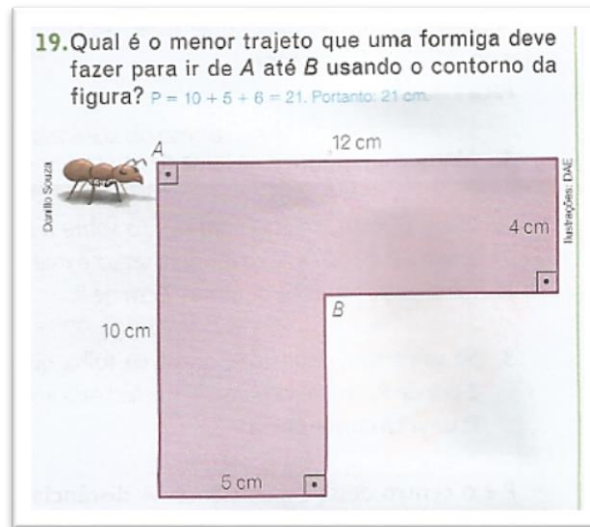 19. Qual é o menor trajeto que uma formiga deve
fazer para ir de A até B usando o contorno da
figura? P = 10 + 5 + 6 = 21. Portanto: 21 cm.
A
12 cm
Danilo Souza
Ilustrações: DAE
4 cm
B
10 cm
5 cm